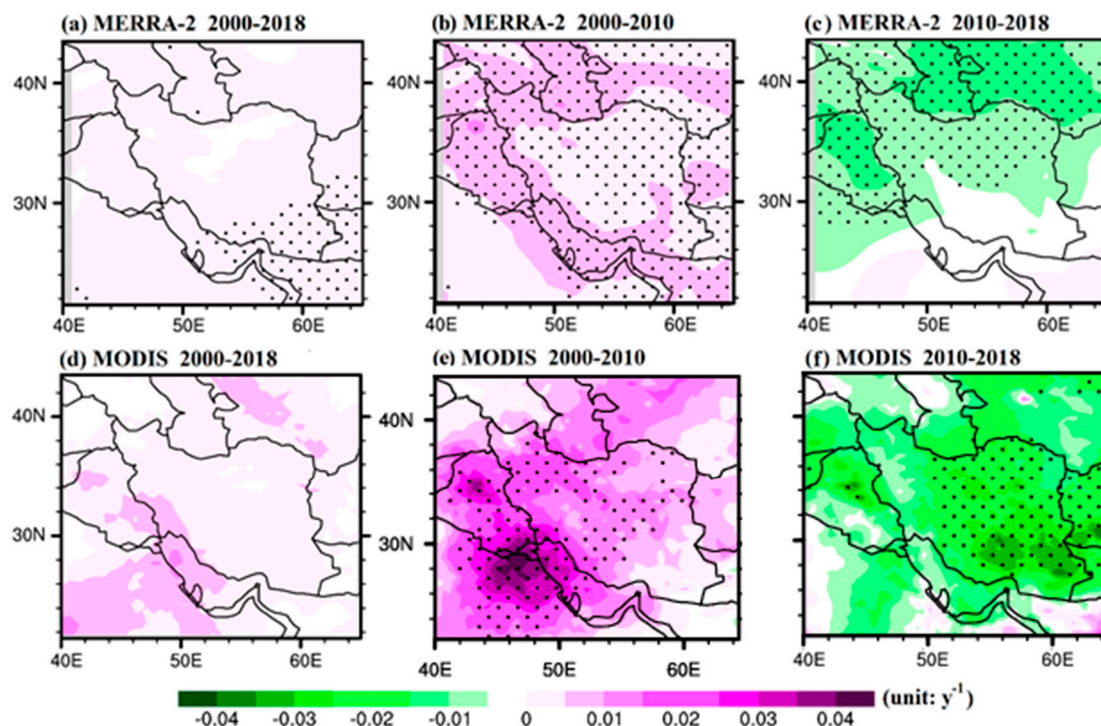 (a) MERRA-2 2000-2018
(b) MERRA-2 2000-2010
(c) MERRA-2 2010-2018
40N
30N
40E 50E 60E
40N
30N
40E 50E 60E
40N
30N
40E 50E 60E
(d) MODIS 2000-2018
(e) MODIS 2000-2010
(f) MODIS 2010-2018
40N
30N
40E 50E 60E
40N
30N
40E 50E 60E
40E 50E 60E
(unit: y⁻¹)
-0.04 -0.03 -0.02 -0.01 0 0.01 0.02 0.03 0.04